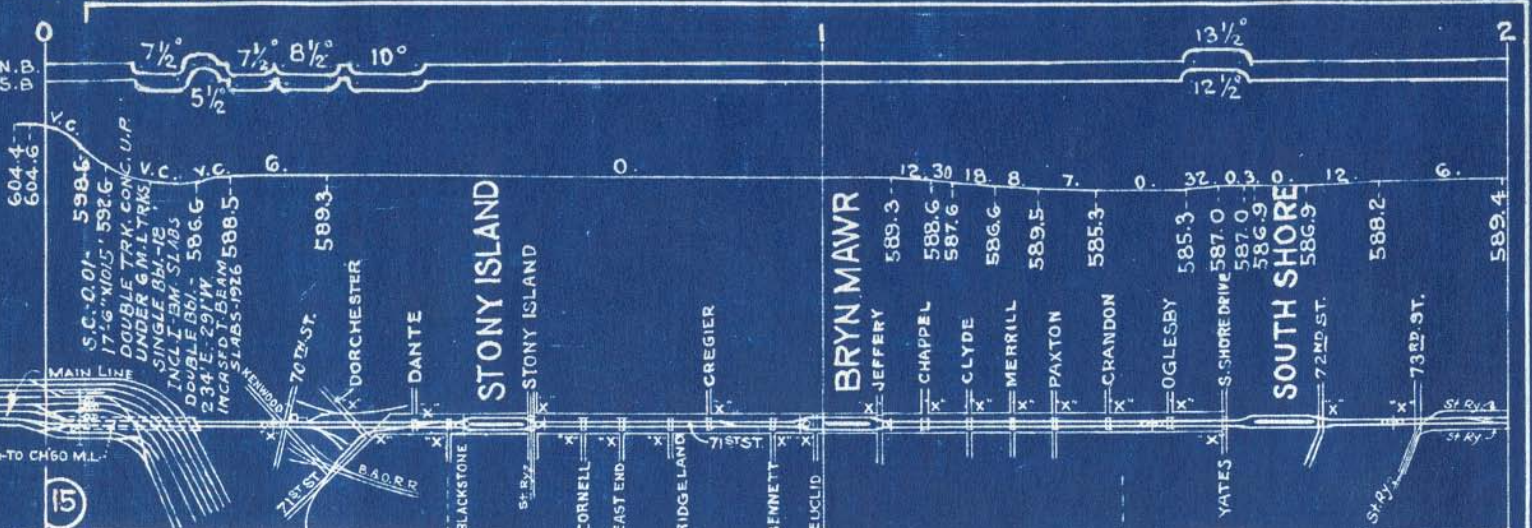 0
1
2
N.B.
S.B
7½° 7½° 8½° 10°
5½°
13½°
12½°
V.C.
V.C.
V.C.
6.
0.
12. 30 18. 8. 7. 0. 32. 0.3. 0. 12. 6.
604.4
604.6
598.6
592.6
586.6
588.5
589.3
589.3
588.6
587.6
586.6
589.5
585.3
585.3
587.0
587.0
586.9
586.9
588.2
589.4
S.C.-0.01-
17'-6"X1015'
DOUBLE TRK. CONC. U.P.
UNDER 6 M.L. TRKS.
SINGLE BBl.-12'
INCL. I-BM. SLABS
DOUBLE BBl.-
234'E. 291'W
INCASED T-BEAM
SLABS-1926
MAIN LINE
-TO CHGO M.L.
15
KENWOOD
70TH ST.
DORCHESTER
71ST ST
B.& O.R.R
DANTE
BLACKSTONE
STONY ISLAND
STONY ISLAND
St. Ry.
CORNELL
EAST END
RIDGELAND
CREGIER
71ST ST
BENNETT
EUCLID
BRYN MAWR
JEFFERY
CHAPPEL
CLYDE
MERRILL
PAXTON
CRANDON
OGLESBY
S. SHORE DRIVE
YATES
SOUTH SHORE
72ND ST.
73RD ST.
St. Ry.
St. Ry.
St. Ry.